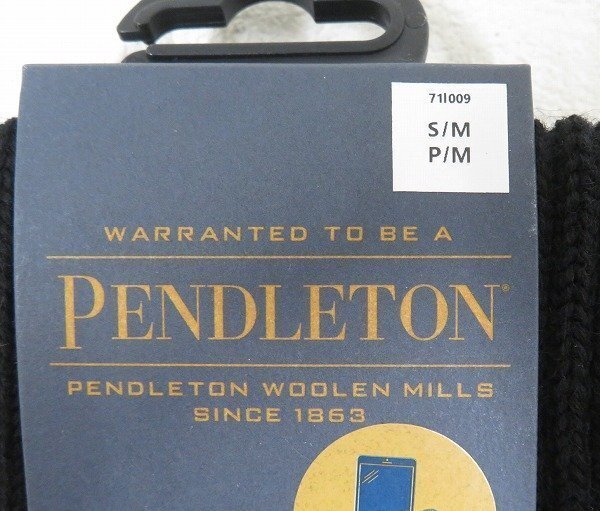 71I009
S/M
P/M
WARRANTED TO BE A
PENDLETON®
PENDLETON WOOLEN MILLS
SINCE 1863